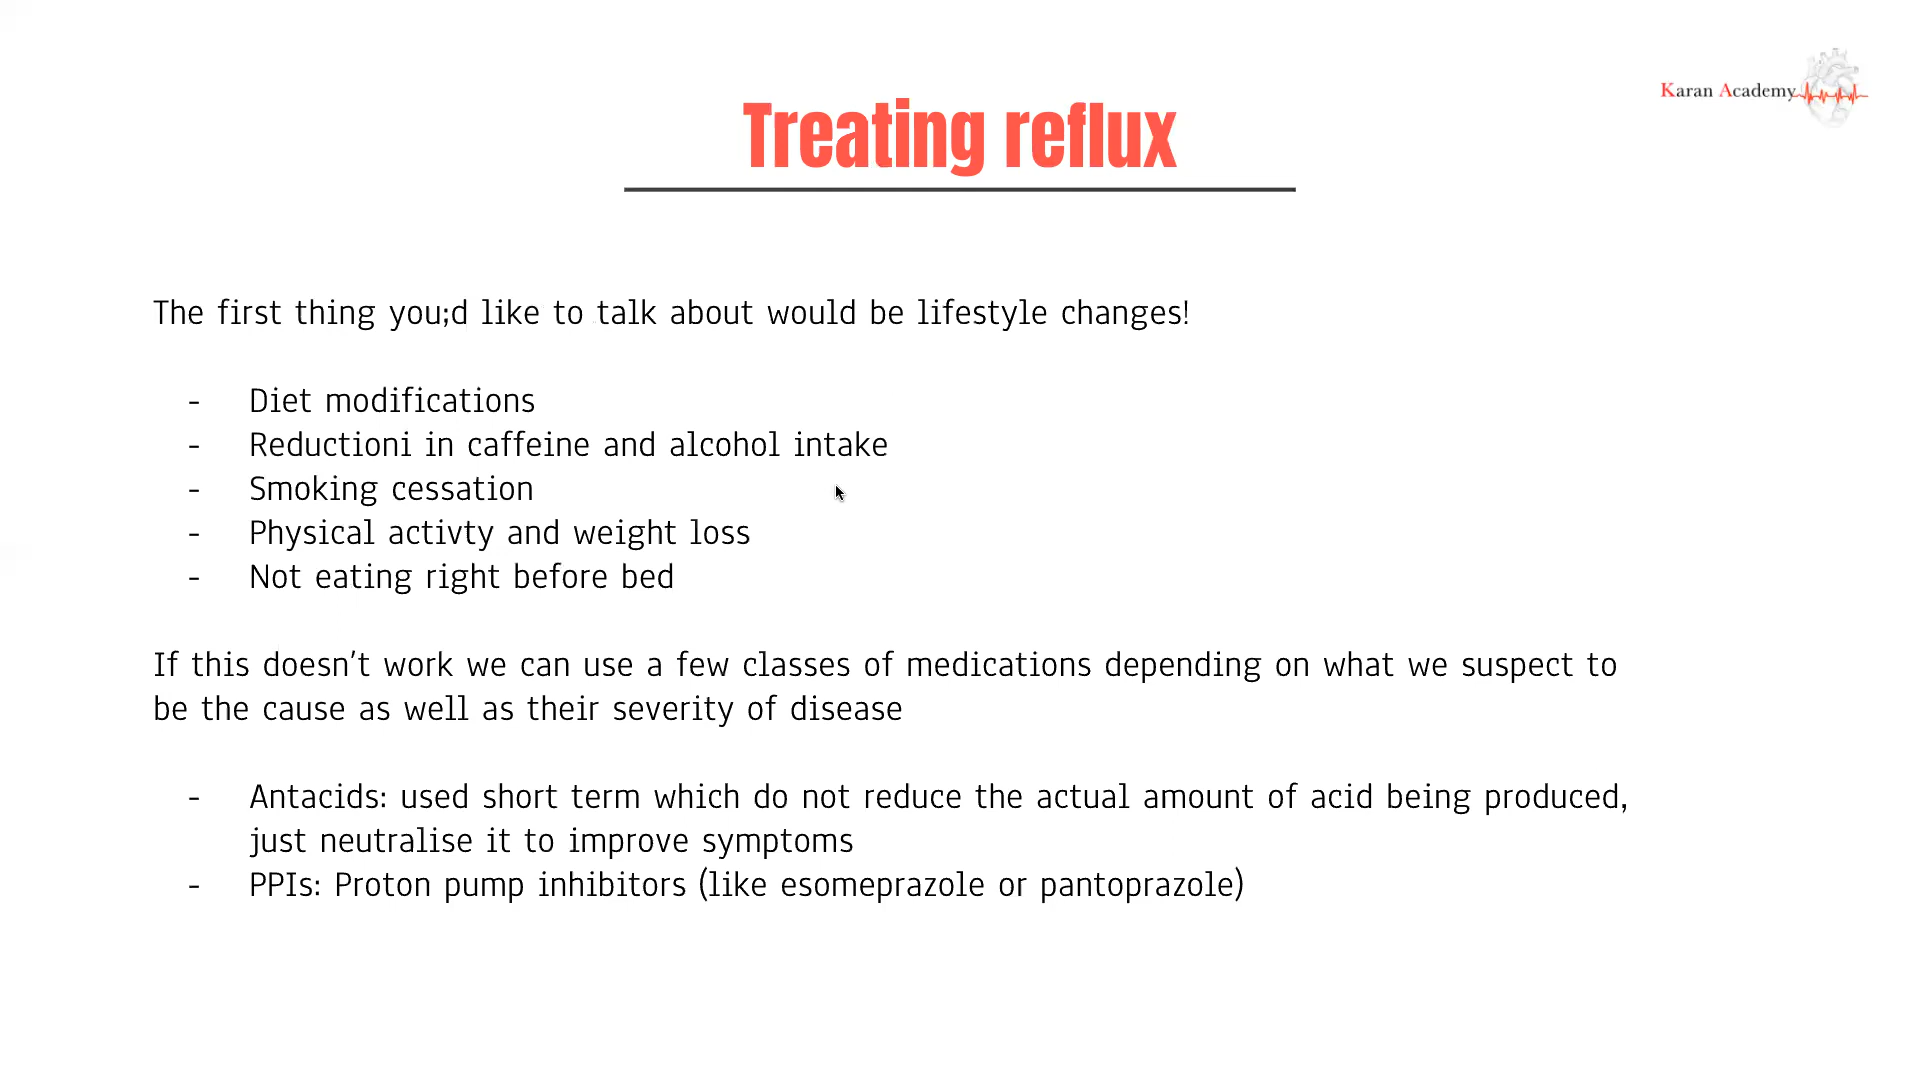 Karan Academy
Treating reflux
The first thing you;d like to talk about would be lifestyle changes!
- Diet modifications
- Reductioni in caffeine and alcohol intake
- Smoking cessation
- Physical activty and weight loss
- Not eating right before bed
If this doesn't work we can use a few classes of medications depending on what we suspect to
be the cause as well as their severity of disease
- Antacids: used short term which do not reduce the actual amount of acid being produced,
just neutralise it to improve symptoms
- PPIs: Proton pump inhibitors (like esomeprazole or pantoprazole)